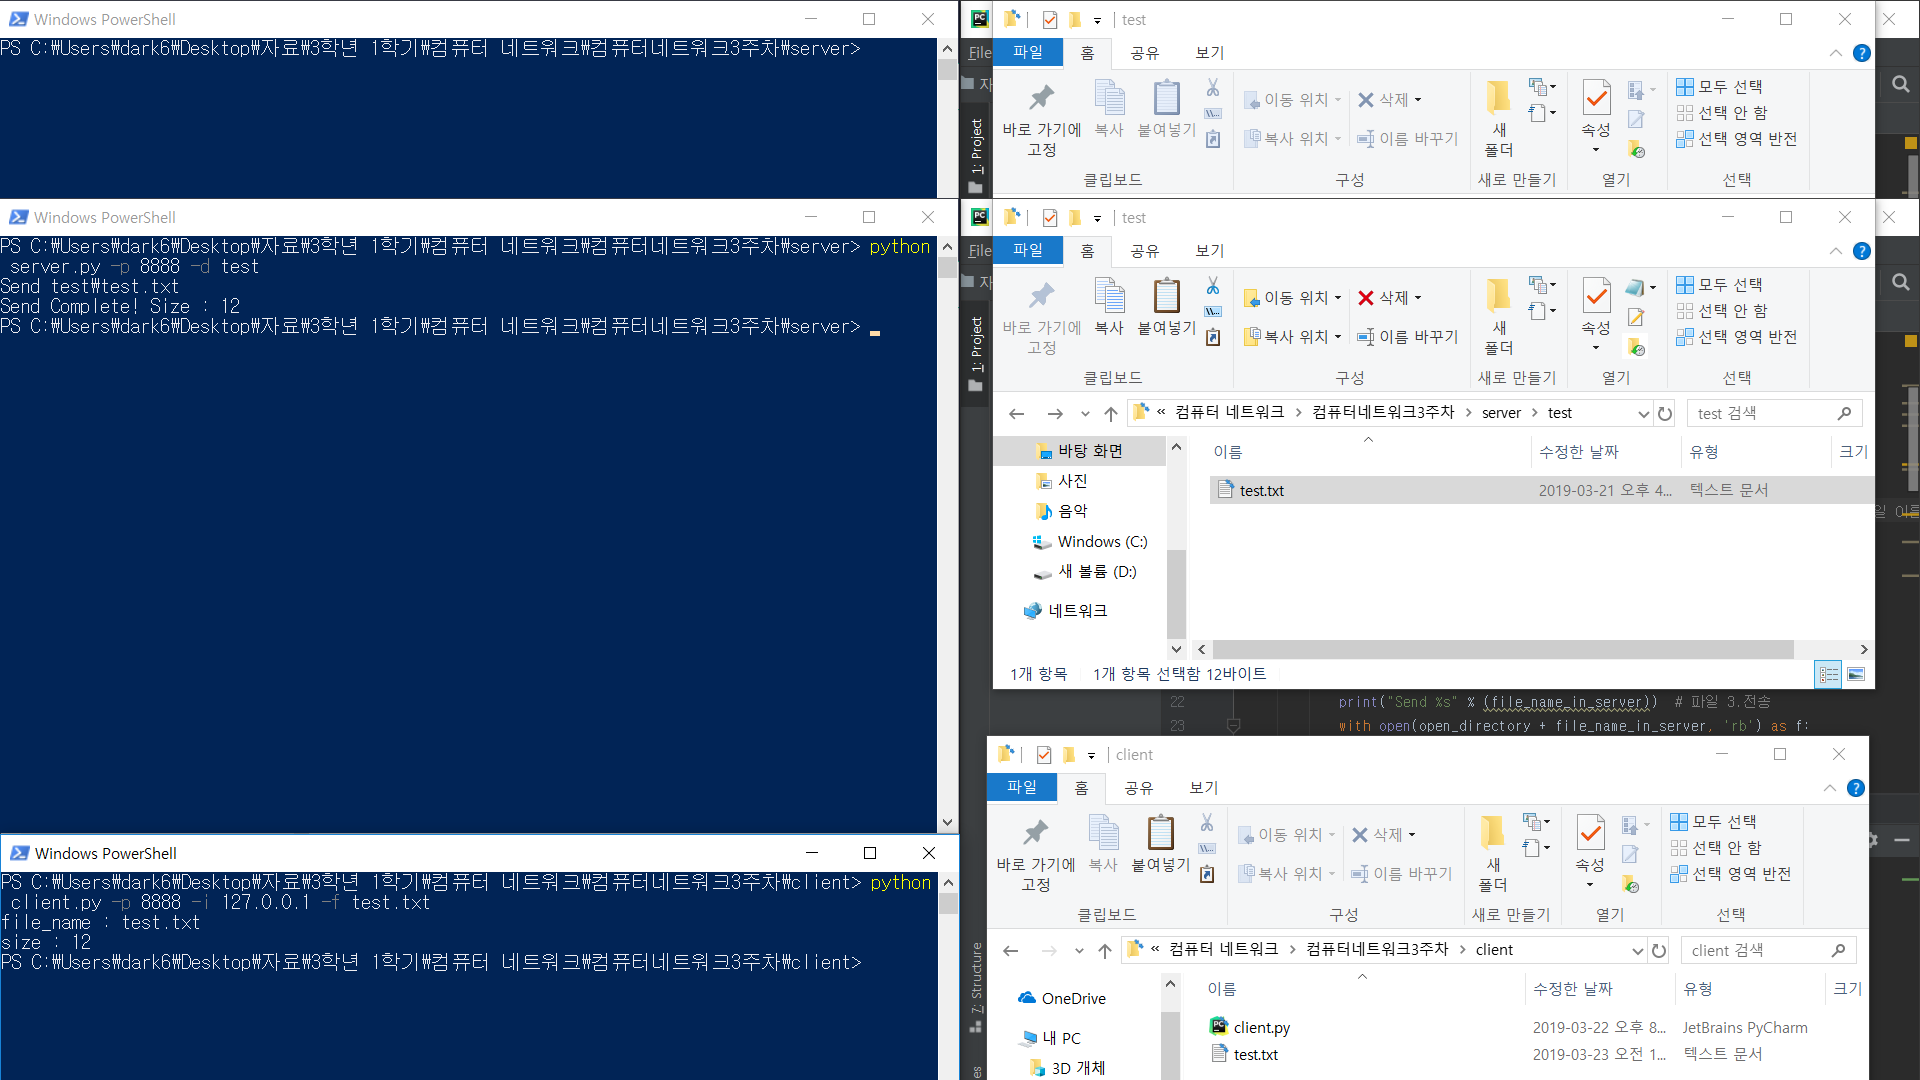 Windows PowerShell
PS C:\Users\dark6\Desktop\자료\3학년 1학기\컴퓨터 네트워크\컴퓨터네트워크3주차\server>
Windows PowerShell
PS C:\Users\dark6\Desktop\자료\3학년 1학기\컴퓨터 네트워크\컴퓨터네트워크3주차\server> python
server.py -p 8888 -d test
Send test\test.txt
Send Complete! Size : 12
PS C:\Users\dark6\Desktop\자료\3학년 1학기\컴퓨터 네트워크\컴퓨터네트워크3주차\server>
Windows PowerShell
PS C:\Users\dark6\Desktop\자료\3학년 1학기\컴퓨터 네트워크\컴퓨터네트워크3주차\client> python
client.py -p 8888 -i 127.0.0.1 -f test.txt
file_name : test.txt
size : 12
PS C:\Users\dark6\Desktop\자료\3학년 1학기\컴퓨터 네트워크\컴퓨터네트워크3주차\client>
File
자
1: Project
test
파일 홈 공유 보기
바로 가기에
고정
복사
붙여넣기
클립보드
이동 위치
삭제
복사 위치
이름 바꾸기
구성
새
폴더
새로 만들기
속성
열기
모두 선택
선택 안 함
선택 영역 반전
선택
File
자
1: Project
test
파일 홈 공유 보기
바로 가기에
고정
복사
붙여넣기
클립보드
이동 위치
삭제
복사 위치
이름 바꾸기
구성
새
폴더
새로 만들기
속성
열기
모두 선택
선택 안 함
선택 영역 반전
선택
« 컴퓨터 네트워크 > 컴퓨터네트워크3주차 > server > test
test 검색
바탕 화면
사진
음악
Windows (C:)
새 볼륨 (D:)
네트워크
이름 수정한 날짜 유형 크기
test.txt 2019-03-21 오후 4... 텍스트 문서
1개 항목 1개 항목 선택함 12바이트
일 이름
22 print("Send %s" % (file_name_in_server)) # 파일 3.전송
23 with open(open_directory + file_name_in_server, 'rb') as f:
Z: Structure
es
client
파일 홈 공유 보기
바로 가기에
고정
복사
붙여넣기
클립보드
이동 위치
삭제
복사 위치
이름 바꾸기
구성
새
폴더
새로 만들기
속성
열기
모두 선택
선택 안 함
선택 영역 반전
선택
« 컴퓨터 네트워크 > 컴퓨터네트워크3주차 > client
client 검색
OneDrive
내 PC
3D 개체
이름 수정한 날짜 유형 크기
client.py 2019-03-22 오후 8... JetBrains PyCharm
test.txt 2019-03-23 오전 1... 텍스트 문서